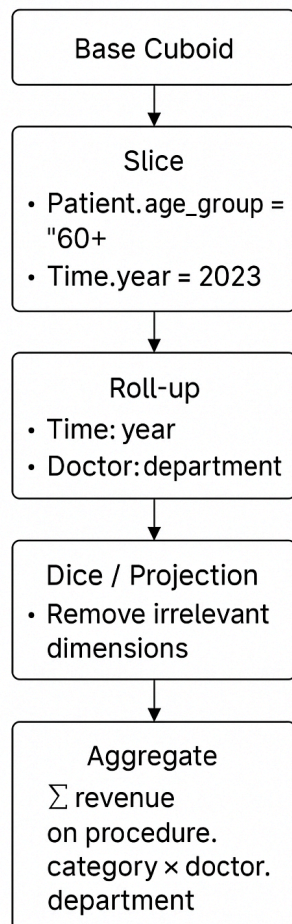 Base Cuboid
Slice
• Patient.age_group =
"60+
• Time.year = 2023
Roll-up
• Time: year
• Doctor: department
Dice / Projection
• Remove irrelevant
dimensions
Aggregate
∑ revenue
on procedure.
category × doctor.
department